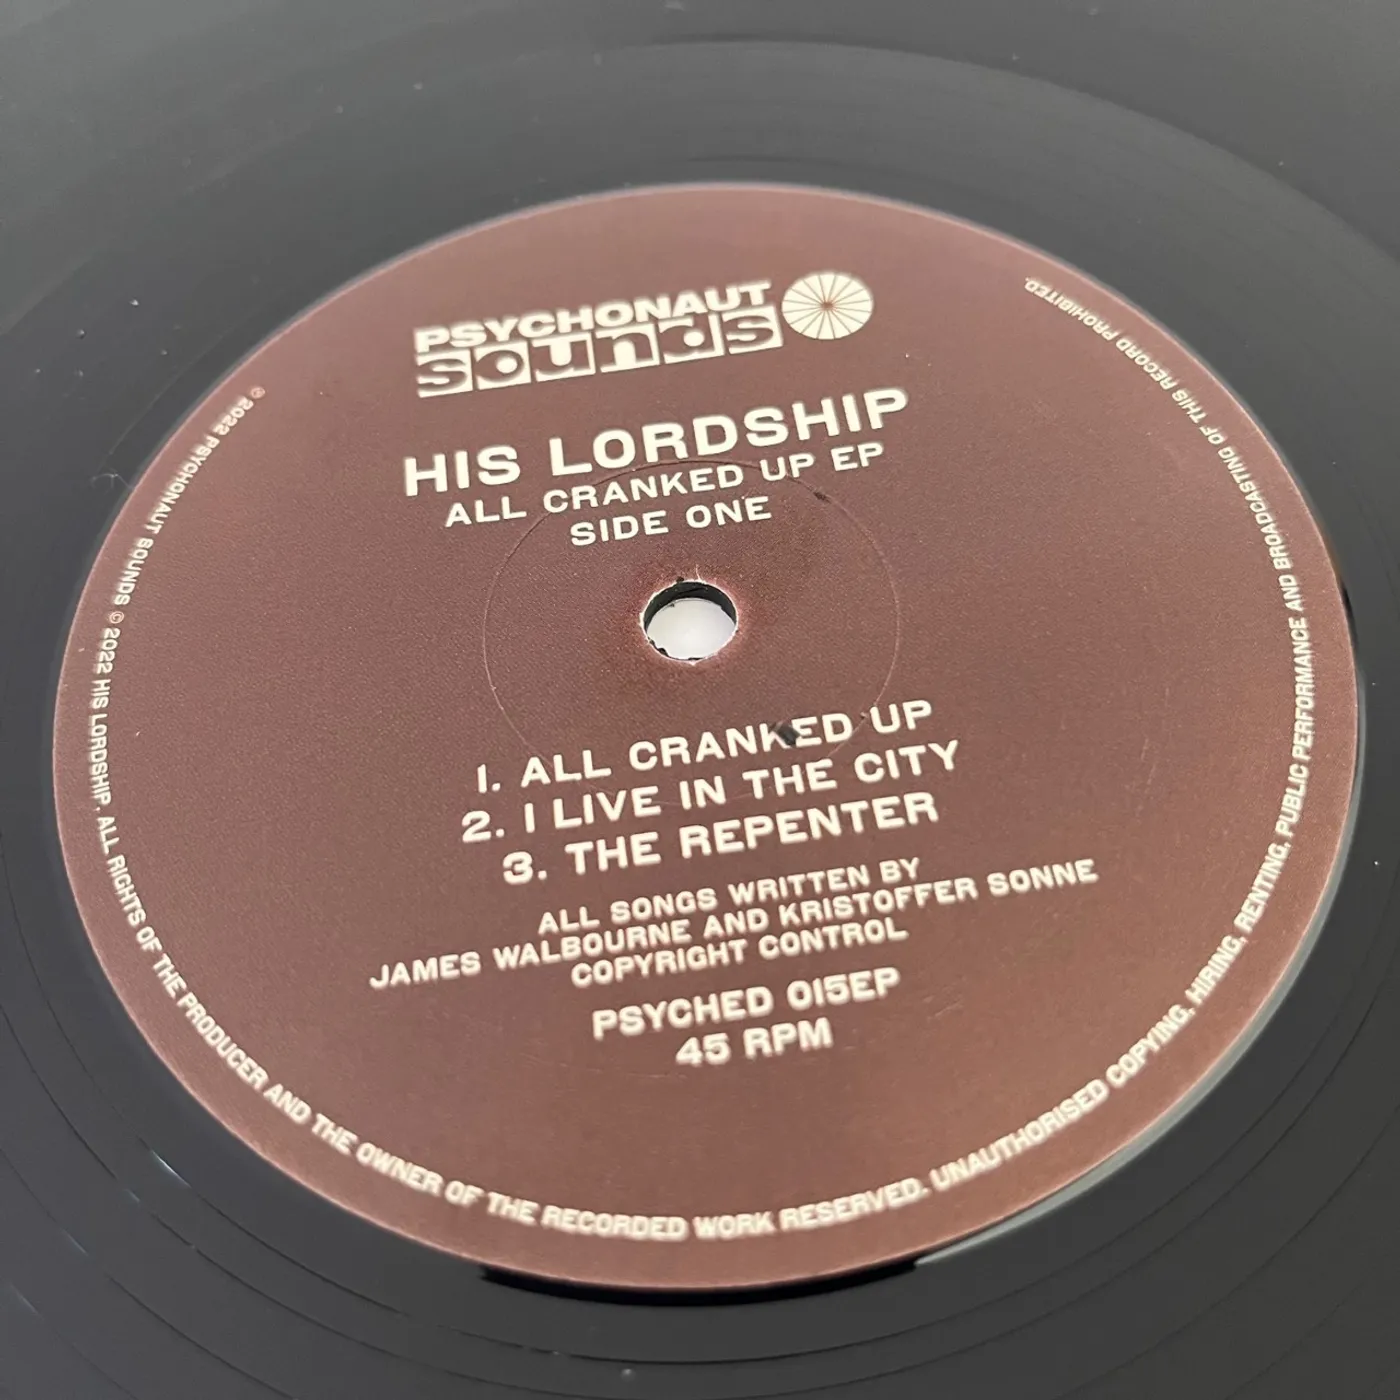 PSYCHONAUT
sounds
HIS LORDSHIP
ALL CRANKED UP EP
SIDE ONE
1. ALL CRANKED UP
2. I LIVE IN THE CITY
3. THE REPENTER
ALL SONGS WRITTEN BY
JAMES WALBOURNE AND KRISTOFFER SONNE
COPYRIGHT CONTROL
PSYCHED 015EP
45 RPM
℗ 2022 PSYCHONAUT SOUNDS © 2022 HIS LORDSHIP. ALL RIGHTS OF THE PRODUCER AND THE OWNER OF THE RECORDED WORK RESERVED. UNAUTHORISED COPYING, HIRING, RENTING, PUBLIC PERFORMANCE AND BROADCASTING OF THIS RECORD PROHIBITED.